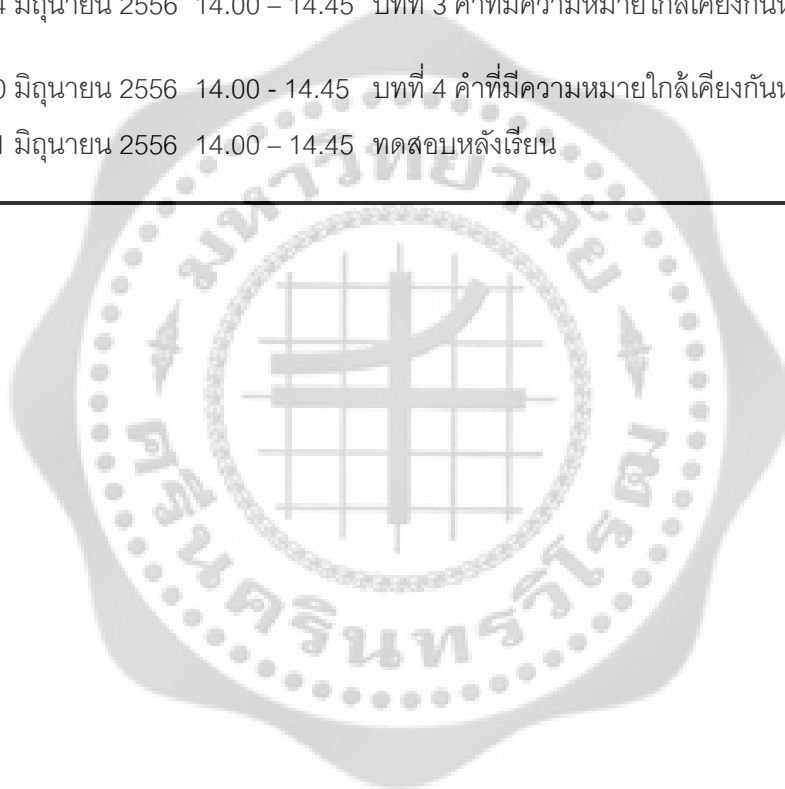 มิถุนายน 2556 14.00 – 14.45 บทที่ 3 คำที่มีความหมายใกล้เคียงกัน
มิถุนายน 2556 14.00 - 14.45 บทที่ 4 คำที่มีความหมายใกล้เคียงกัน
มิถุนายน 2556 14.00 – 14.45 ทดสอบหลังเรียน
มหาวิทยาลัย
ศรีนครินทรวิโรฒ